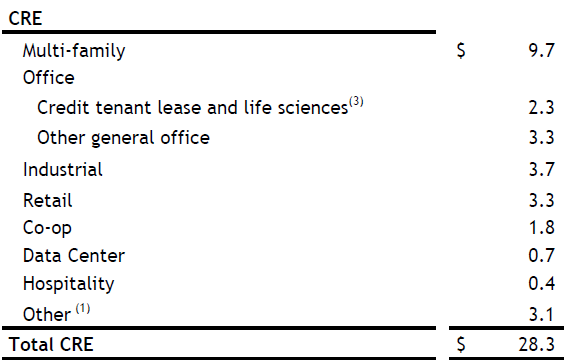 CRE
Multi-family $ 9.7
Office
Credit tenant lease and life sciences(3) 2.3
Other general office 3.3
Industrial 3.7
Retail 3.3
Co-op 1.8
Data Center 0.7
Hospitality 0.4
Other (1) 3.1
Total CRE $ 28.3